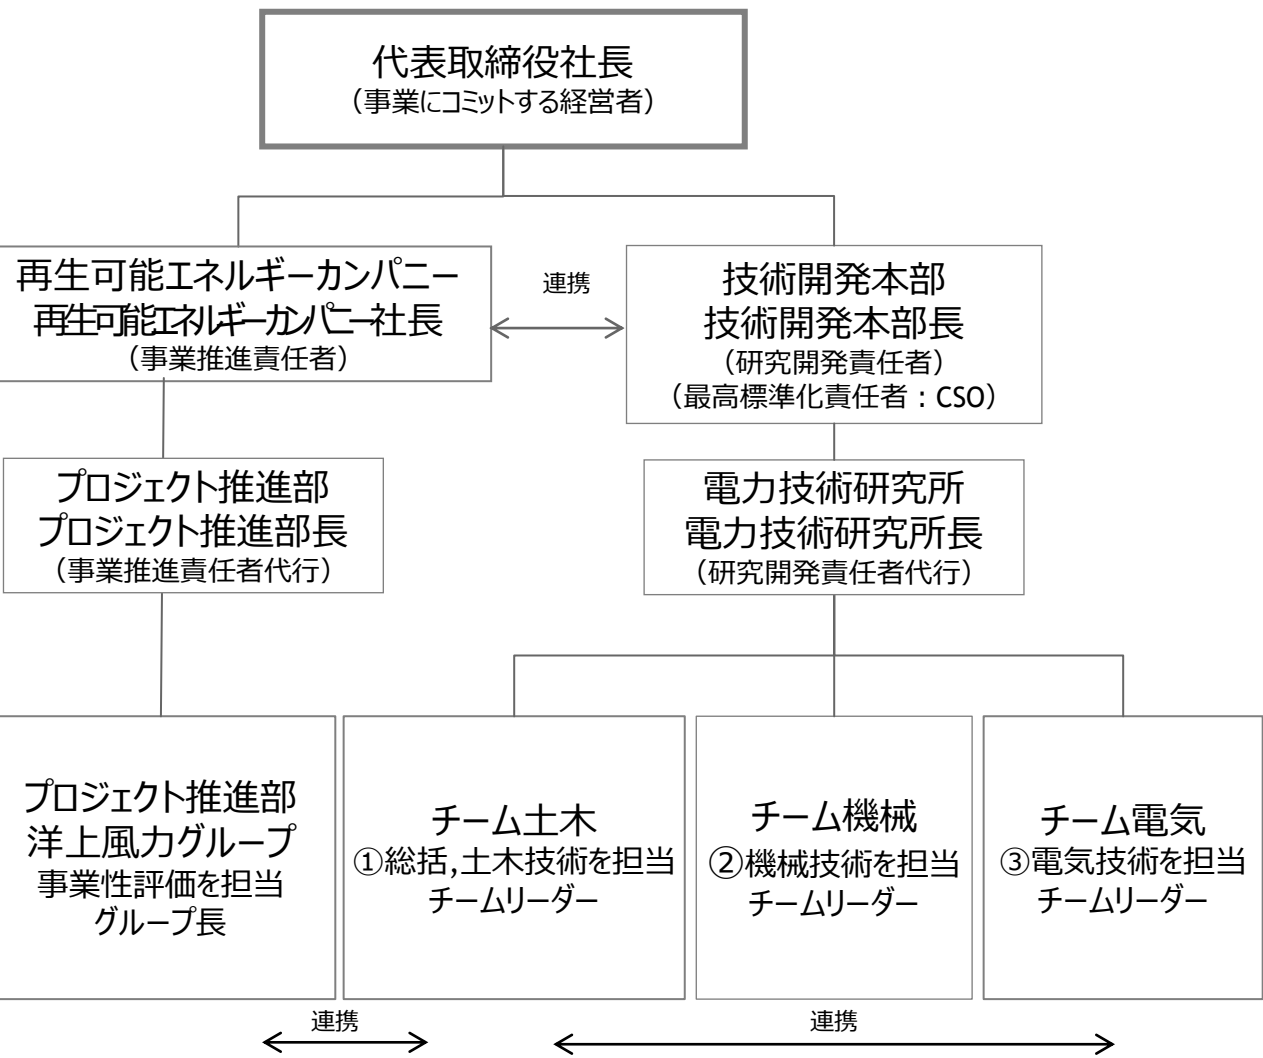 代表取締役社長
（事業にコミットする経営者）
再生可能エネルギーカンパニー
再生可能エネルギーカンパニー社長
（事業推進責任者）
連携
技術開発本部
技術開発本部長
（研究開発責任者）
（最高標準化責任者：CSO）
プロジェクト推進部
プロジェクト推進部長
（事業推進責任者代行）
電力技術研究所
電力技術研究所長
（研究開発責任者代行）
プロジェクト推進部
洋上風力グループ
事業性評価を担当
グループ長
チーム土木
①総括,土木技術を担当
チームリーダー
チーム機械
②機械技術を担当
チームリーダー
チーム電気
③電気技術を担当
チームリーダー
連携
連携